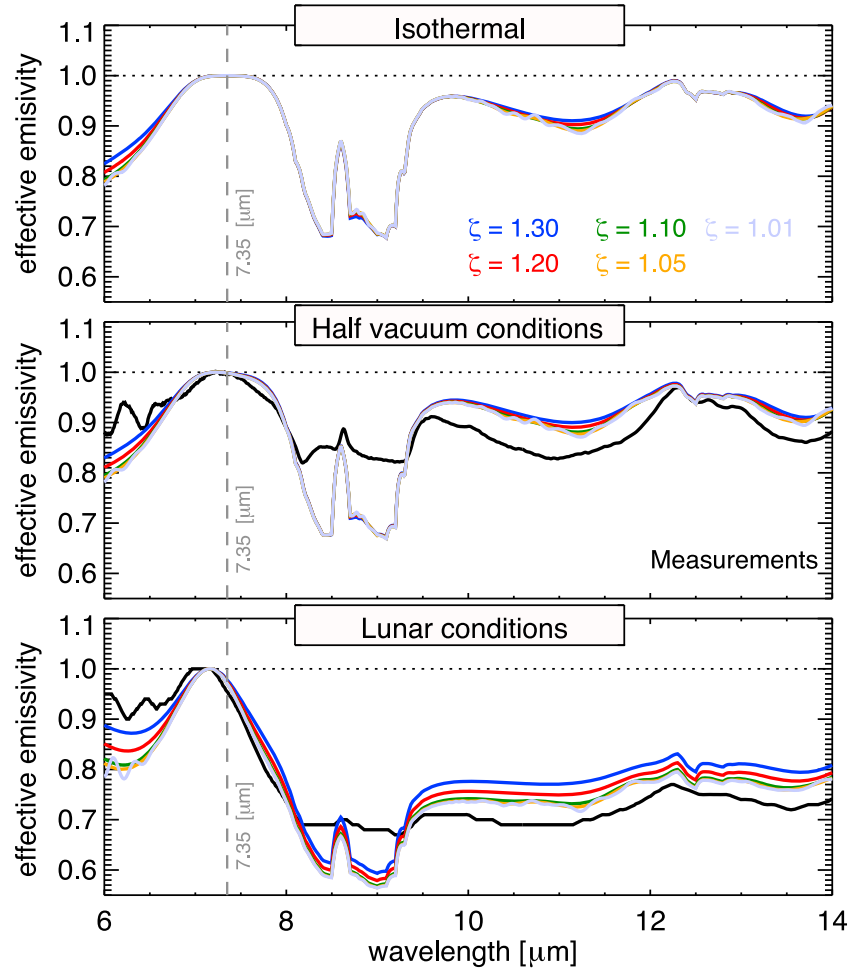 Isothermal
1.1
1.0
0.9
0.8
0.7
0.6
effective emisivity
7.35 [μm]
ζ = 1.30 ζ = 1.10 ζ = 1.01
ζ = 1.20 ζ = 1.05
Half vacuum conditions
1.1
1.0
0.9
0.8
0.7
0.6
effective emissivity
7.35 [μm]
Measurements
Lunar conditions
1.1
1.0
0.9
0.8
0.7
0.6
effective emissivity
7.35 [μm]
6 8 10 12 14
wavelength [μm]